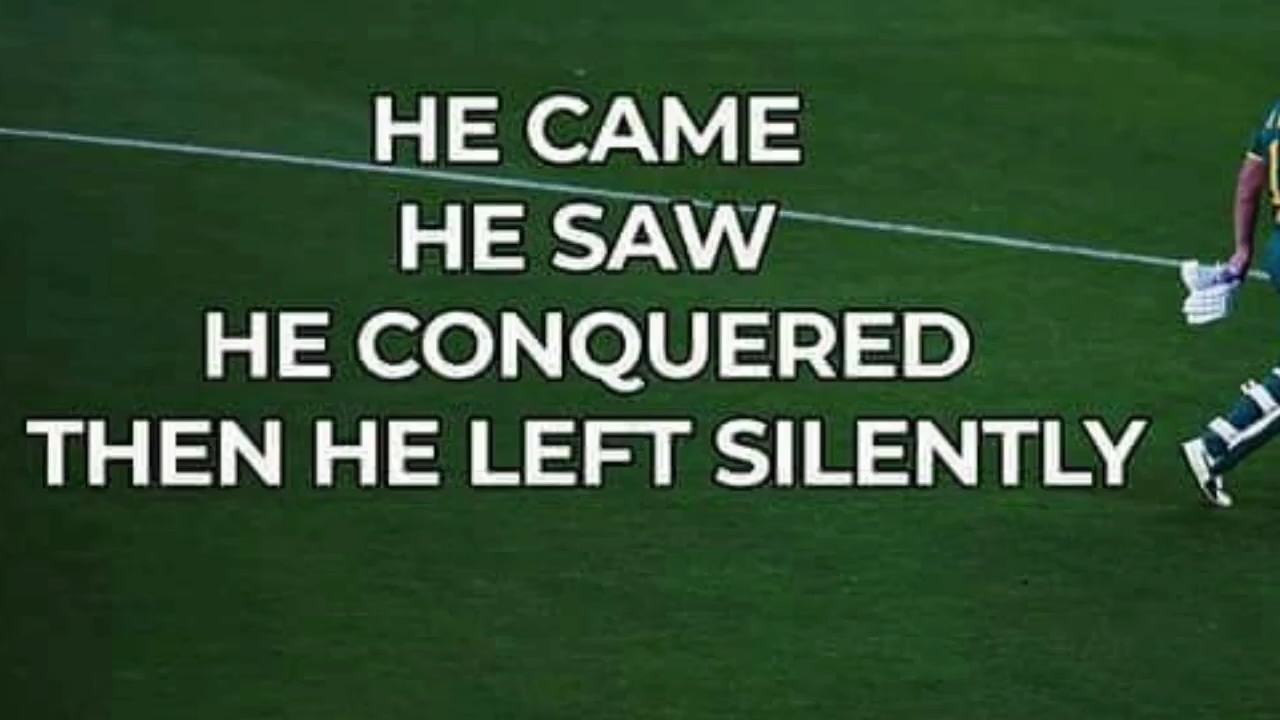 HE CAME
HE SAW
HE CONQUERED
THEN HE LEFT SILENTLY